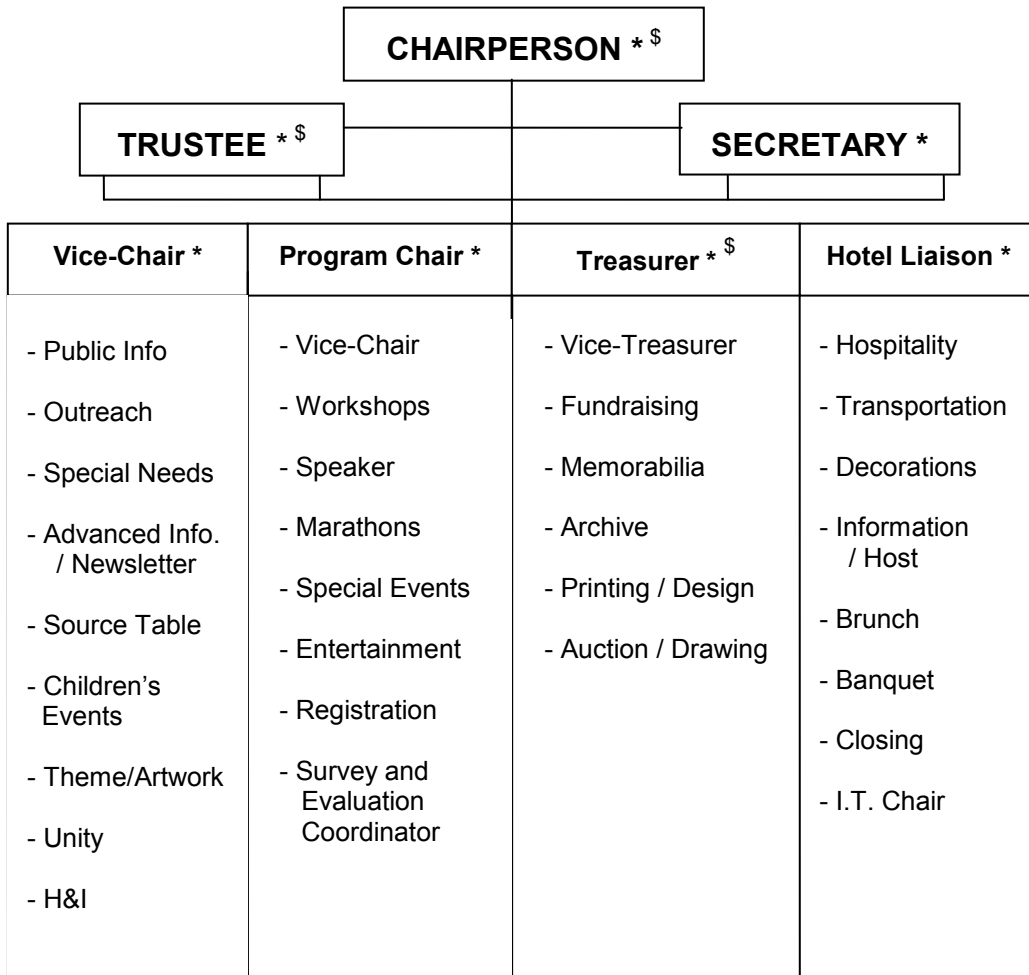 CHAIRPERSON * $
TRUSTEE * $
SECRETARY *
Vice-Chair *
- Public Info
- Outreach
- Special Needs
- Advanced Info.
/ Newsletter
- Source Table
- Children's
Events
- Theme/Artwork
- Unity
- H&I
Program Chair *
- Vice-Chair
- Workshops
- Speaker
- Marathons
- Special Events
- Entertainment
- Registration
- Survey and
Evaluation
Coordinator
Treasurer * $
- Vice-Treasurer
- Fundraising
- Memorabilia
- Archive
- Printing / Design
- Auction / Drawing
Hotel Liaison *
- Hospitality
- Transportation
- Decorations
- Information
/ Host
- Brunch
- Banquet
- Closing
- I.T. Chair